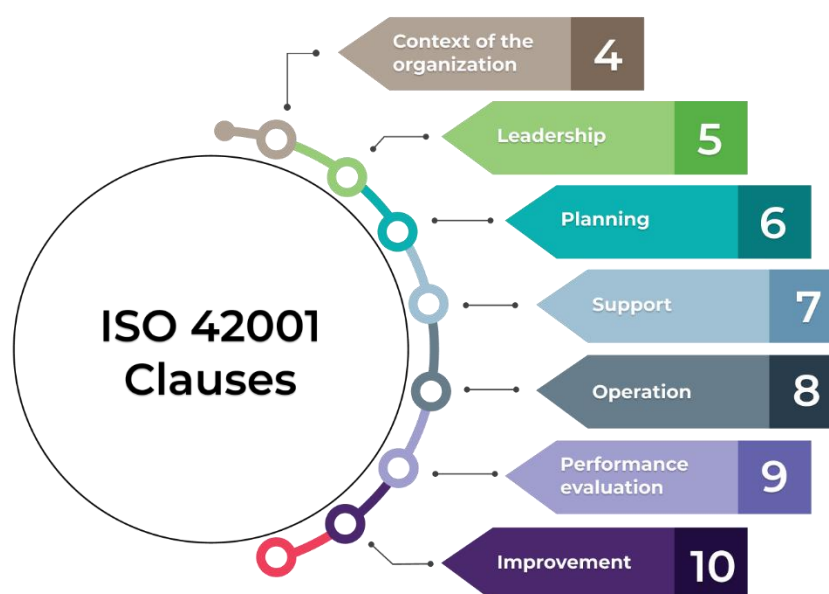 ISO 42001
Clauses
Context of the
organization
4
Leadership
5
Planning
6
Support
7
Operation
8
Performance
evaluation
9
Improvement
10